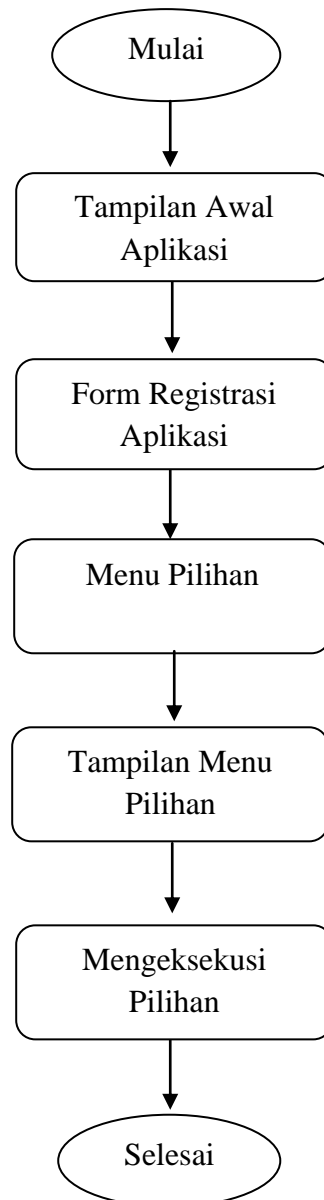 Mulai
Tampilan Awal
Aplikasi
Form Registrasi
Aplikasi
Menu Pilihan
Tampilan Menu
Pilihan
Mengeksekusi
Pilihan
Selesai